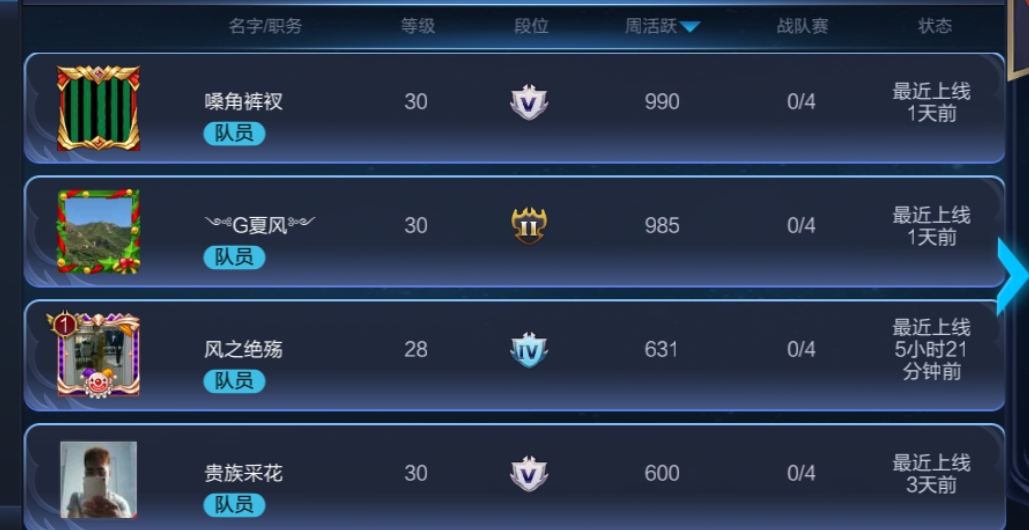 名字/职务 等级 段位 周活跃 战队赛 状态
嗓角裤衩 30 V 990 0/4 最近上线
1天前
队员
༺G夏风༻ 30 II 985 0/4 最近上线
1天前
队员
1
风之绝殇 28 IV 631 0/4 最近上线
5小时21
分钟前
队员
贵族采花 30 V 600 0/4 最近上线
3天前
队员